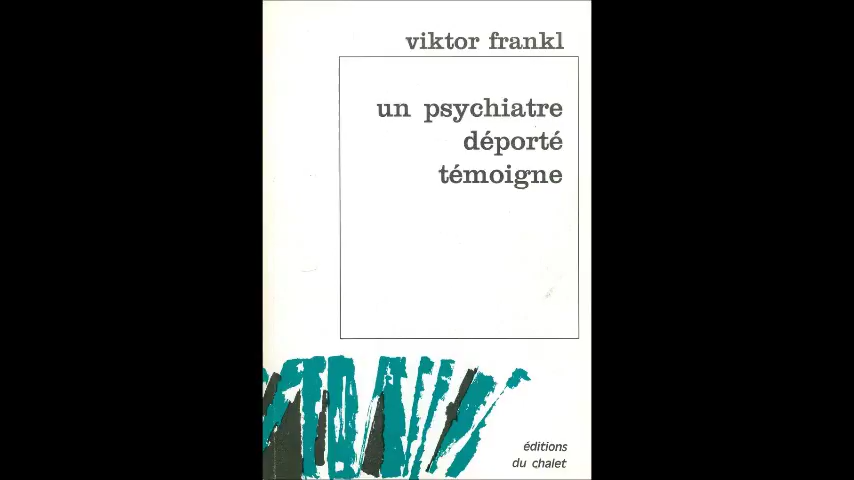 viktor frankl
un psychiatre
déporté
témoigne
éditions
du chalet